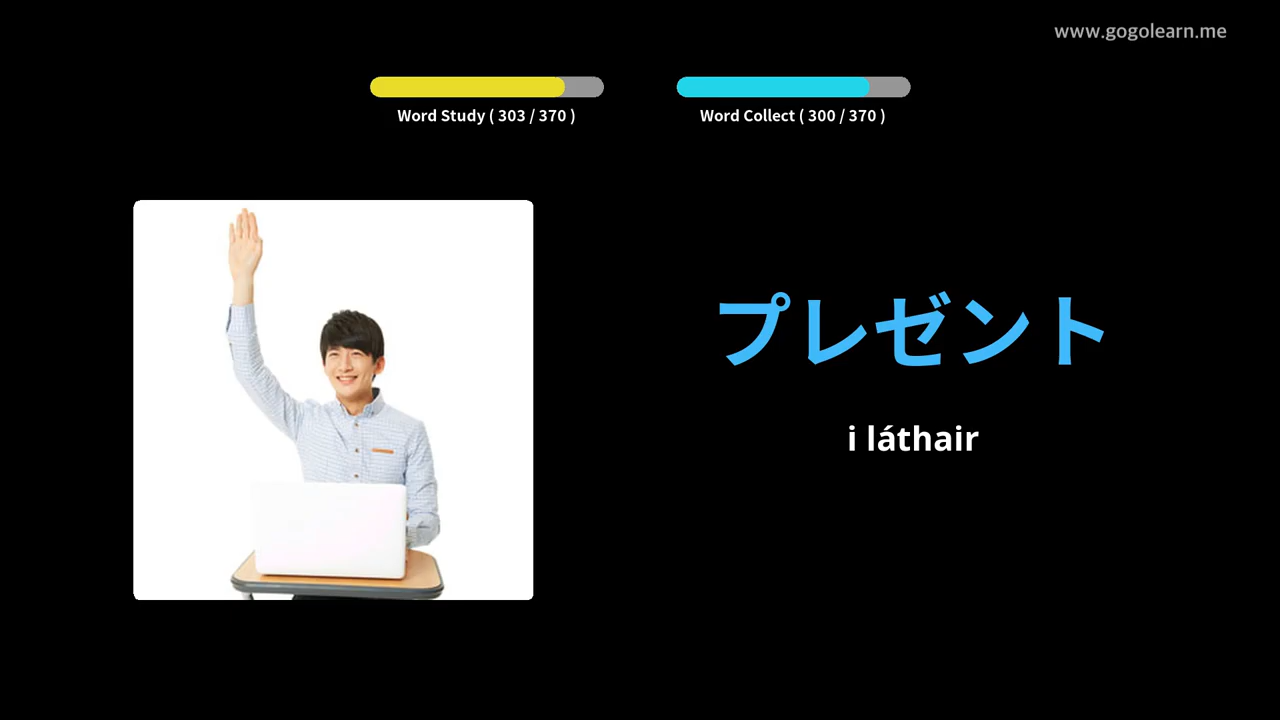 www.gogolearn.me
Word Study ( 303 / 370 )
Word Collect ( 300 / 370 )
プレゼント
i láthair